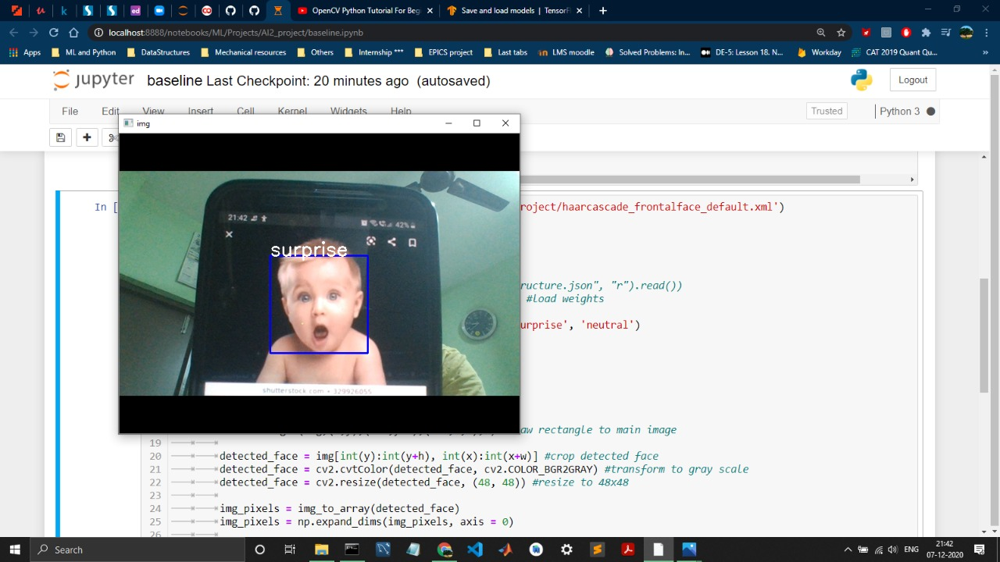 OpenCV Python Tutorial For Beg
Save and load models | TensorF
localhost:8888/notebooks/ML/Projects/AI2_project/baseline.ipynb
Apps ML and Python DataStructures Mechanical resources Others Internship *** EPICS project Last tabs LMS moodle Solved Problems: In... DE-5: Lesson 18. N... Workday CAT 2019 Quant Qu... »
jupyter baseline Last Checkpoint: 20 minutes ago (autosaved) Logout
File Edit View Insert Cell Kernel Widgets Help Trusted Python 3
img
In [
roject/haarcascade_frontalface_default.xml')
21:42 42%
surprise
ructure.json", "r").read())
#load weights
urprise', 'neutral')
shutterstock.com • 329926055
aw rectangle to main image
19
20 detected_face = img[int(y):int(y+h), int(x):int(x+w)] #crop detected face
21 detected_face = cv2.cvtColor(detected_face, cv2.COLOR_BGR2GRAY) #transform to gray scale
22 detected_face = cv2.resize(detected_face, (48, 48)) #resize to 48x48
23
24 img_pixels = img_to_array(detected_face)
25 img_pixels = np.expand_dims(img_pixels, axis = 0)
26
Search
ENG
21:42
07-12-2020